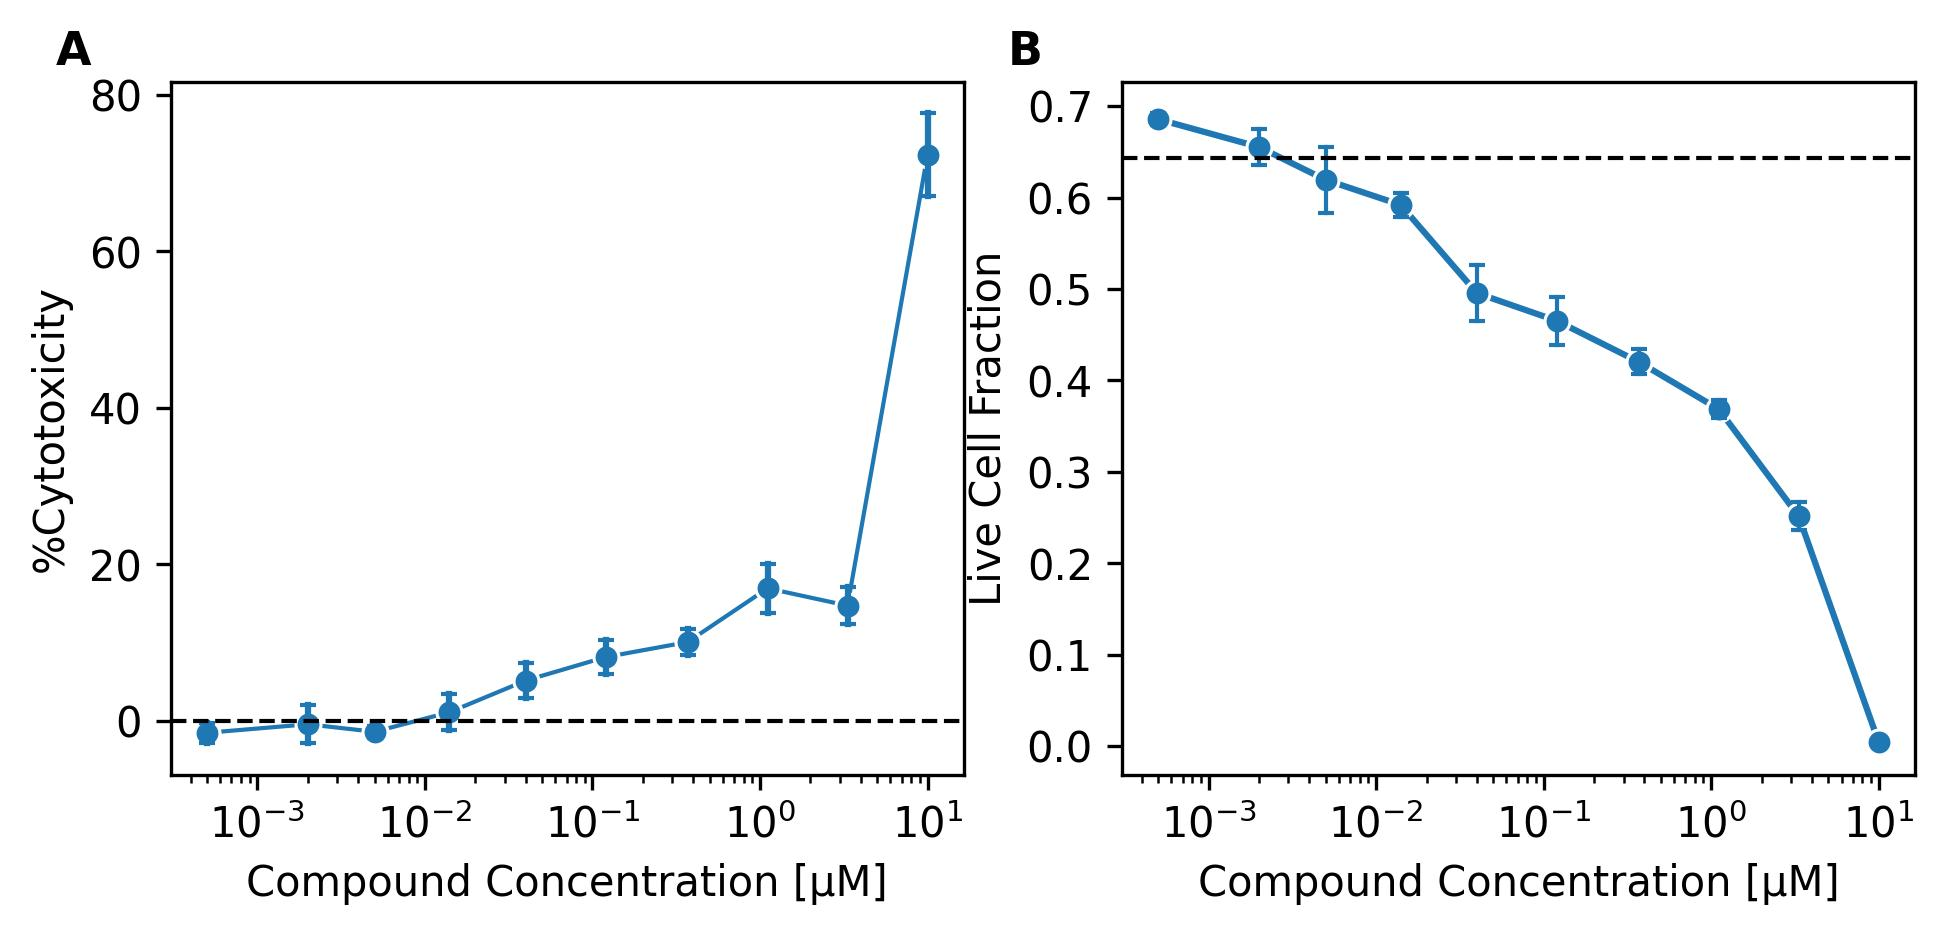 A
B
80
60
40
20
0
%Cytotoxicity
10⁻³ 10⁻² 10⁻¹ 10⁰ 10¹
Compound Concentration [µM]
0.7
0.6
0.5
0.4
0.3
0.2
0.1
0.0
Live Cell Fraction
10⁻³ 10⁻² 10⁻¹ 10⁰ 10¹
Compound Concentration [µM]